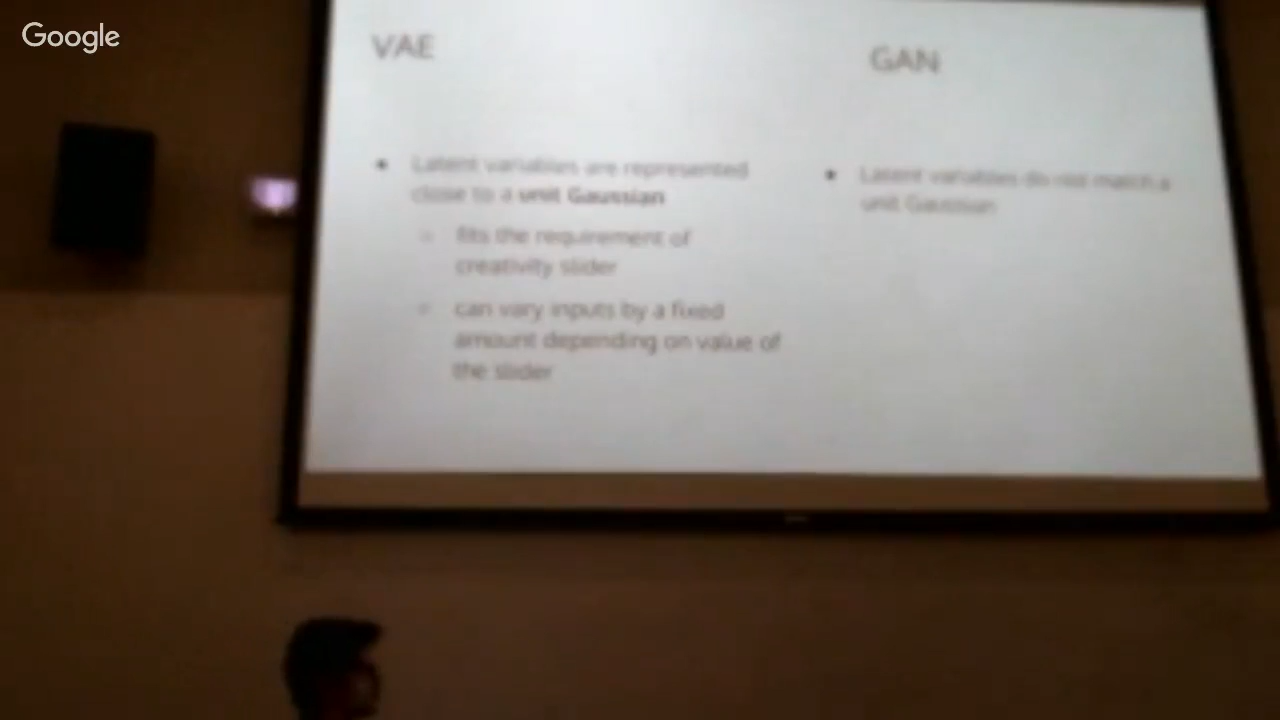 Google
VAE
GAN
Latent variables are represented
close to a unit Gaussian
fits the requirement of
creativity slider
can vary inputs by a fixed
amount depending on value of
the slider
Latent variables do not match a
unit Gaussian